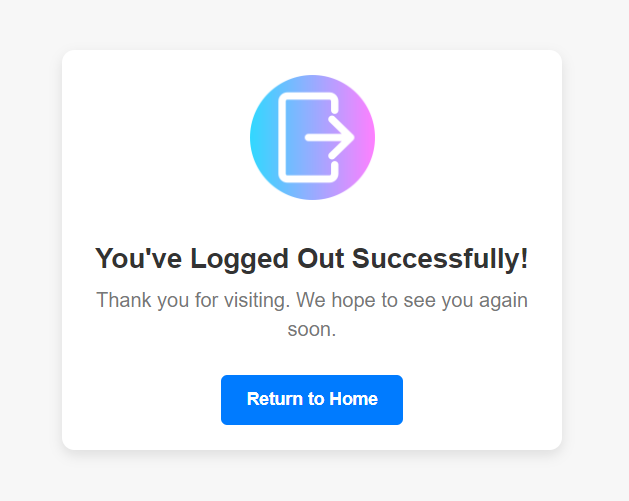 You've Logged Out Successfully!
Thank you for visiting. We hope to see you again
soon.
Return to Home